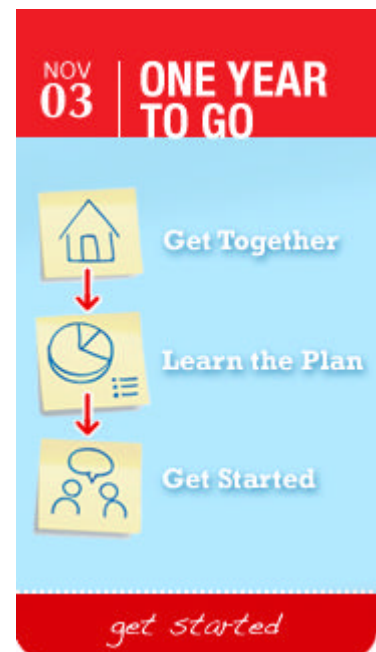 NOV
03
ONE YEAR
TO GO
Get Together
Learn the Plan
Get Started
get started